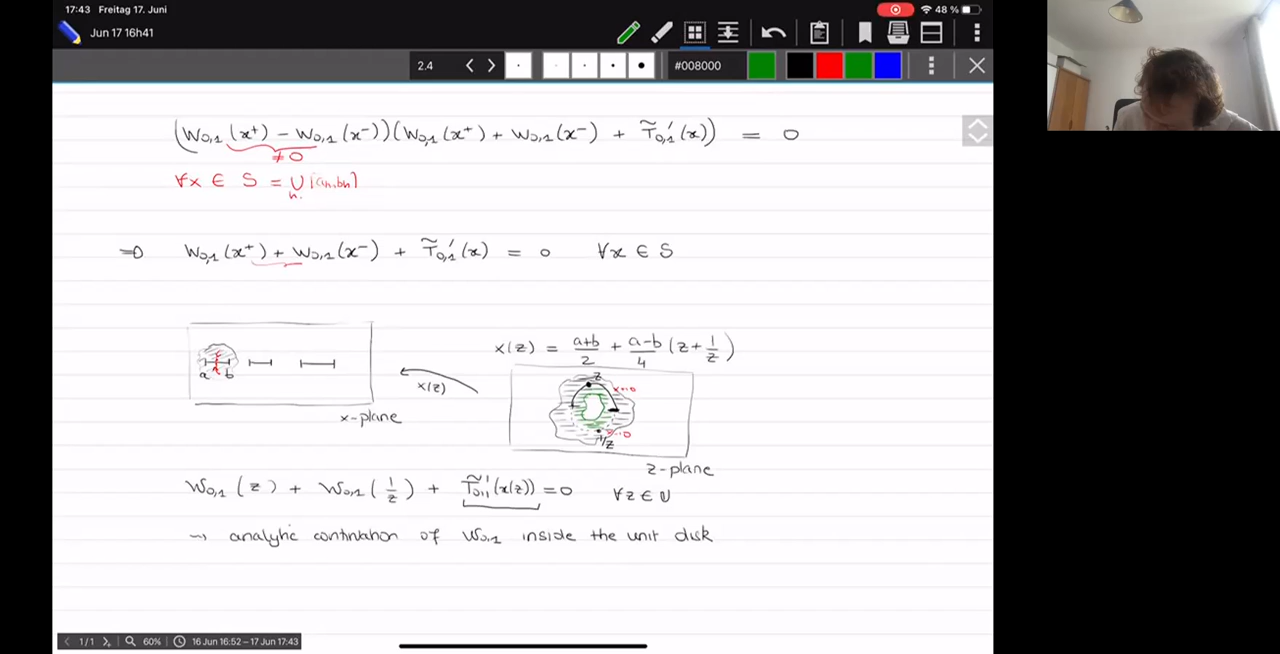 17:43 Freitag 17. Juni
48 %
Jun 17 16h41
2.4
#008000
(W₀,₁(x⁺) − W₀,₁(x⁻))(W₀,₁(x⁺) + W₀,₁(x⁻) + T̃₀,₁′(x)) = 0
≠0
∀x ∈ S = ∪ₙ [aₙ,bₙ]
⇒ W₀,₁(x⁺) + W₀,₁(x⁻) + T̃₀,₁′(x) = 0 ∀x ∈ S
x(z) = (a+b)/2 + (a−b)/4 (z + 1/z)
a b
x(z)
z
1/z
x-plane
z-plane
W₀,₁(z) + W₀,₁(1/z) + T̃₀,₁′(x(z)) = 0 ∀z ∈ U
⇝ analytic continuation of W₀,₁ inside the unit disk
1/1 60% 16 Jun 16:52 – 17 Jun 17:43